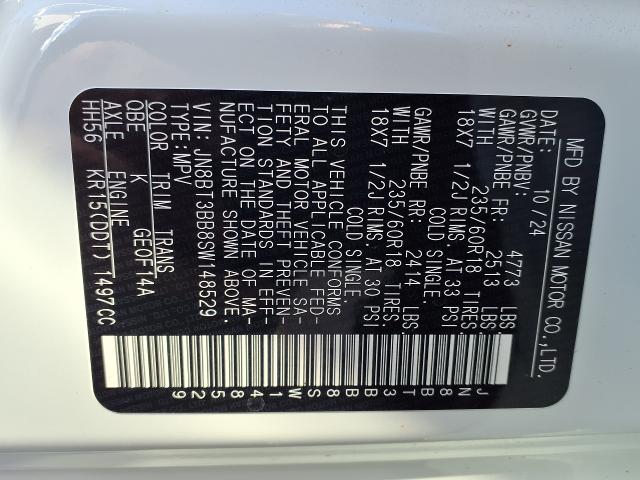 MFD BY NISSAN MOTOR CO.,LTD.
DATE: 10/24
GVWR/PNBV: 4773 LBS.
GAWR/PNBE FR: 2513 LBS.
WITH 235/60R18 TIRES,
18X7 1/2J RIMS, AT 33 PSI
COLD SINGLE.
GAWR/PNBE RR: 2414 LBS.
WITH 235/60R18 TIRES,
18X7 1/2J RIMS, AT 30 PSI
COLD SINGLE.
THIS VEHICLE CONFORMS
TO ALL APPLICABLE FED-
ERAL MOTOR VEHICLE SA-
FETY AND THEFT PREVEN-
TION STANDARDS IN EFF-
ECT ON THE DATE OF MA-
NUFACTURE SHOWN ABOVE.
VIN: JN8BT3BB8SW148529
TYPE: MPV
COLOR TRIM TRANS
QBE K GE0F14A
AXLE ENGINE
HH56 KR15(DDT) 1497CC
JN8BT3BB8SW148529